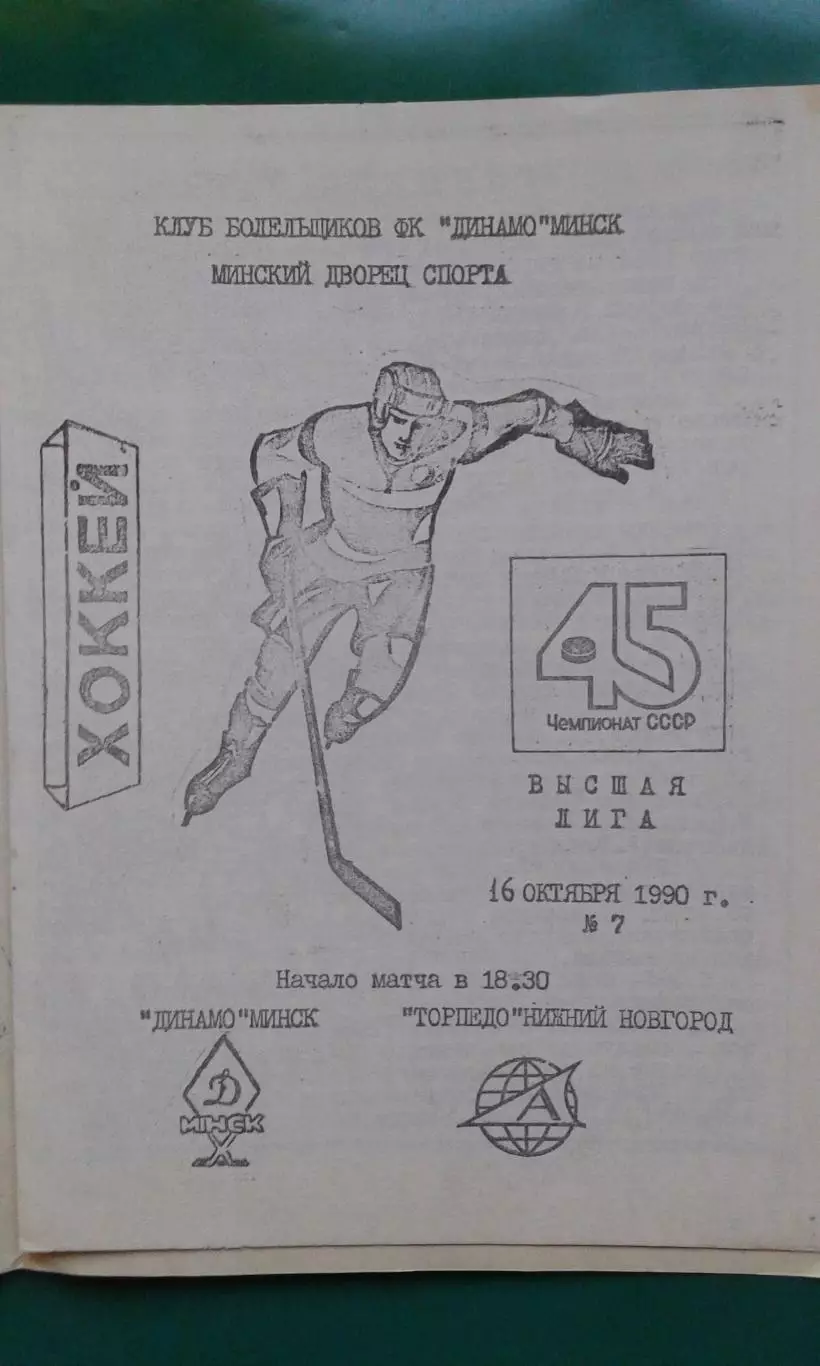 КЛУБ БОЛЕЛЬЩИКОВ ФК "ДИНАМО"МИНСК
МИНСКИЙ ДВОРЕЦ СПОРТА
ХОККЕЙ
45
Чемпионат СССР
ВЫСШАЯ
ЛИГА
16 ОКТЯБРЯ 1990 г.
№ 7
Начало матча в 18.30
"ДИНАМО"МИНСК
"ТОРПЕДО"НИЖНИЙ НОВГОРОД
Д
МIНСК
А